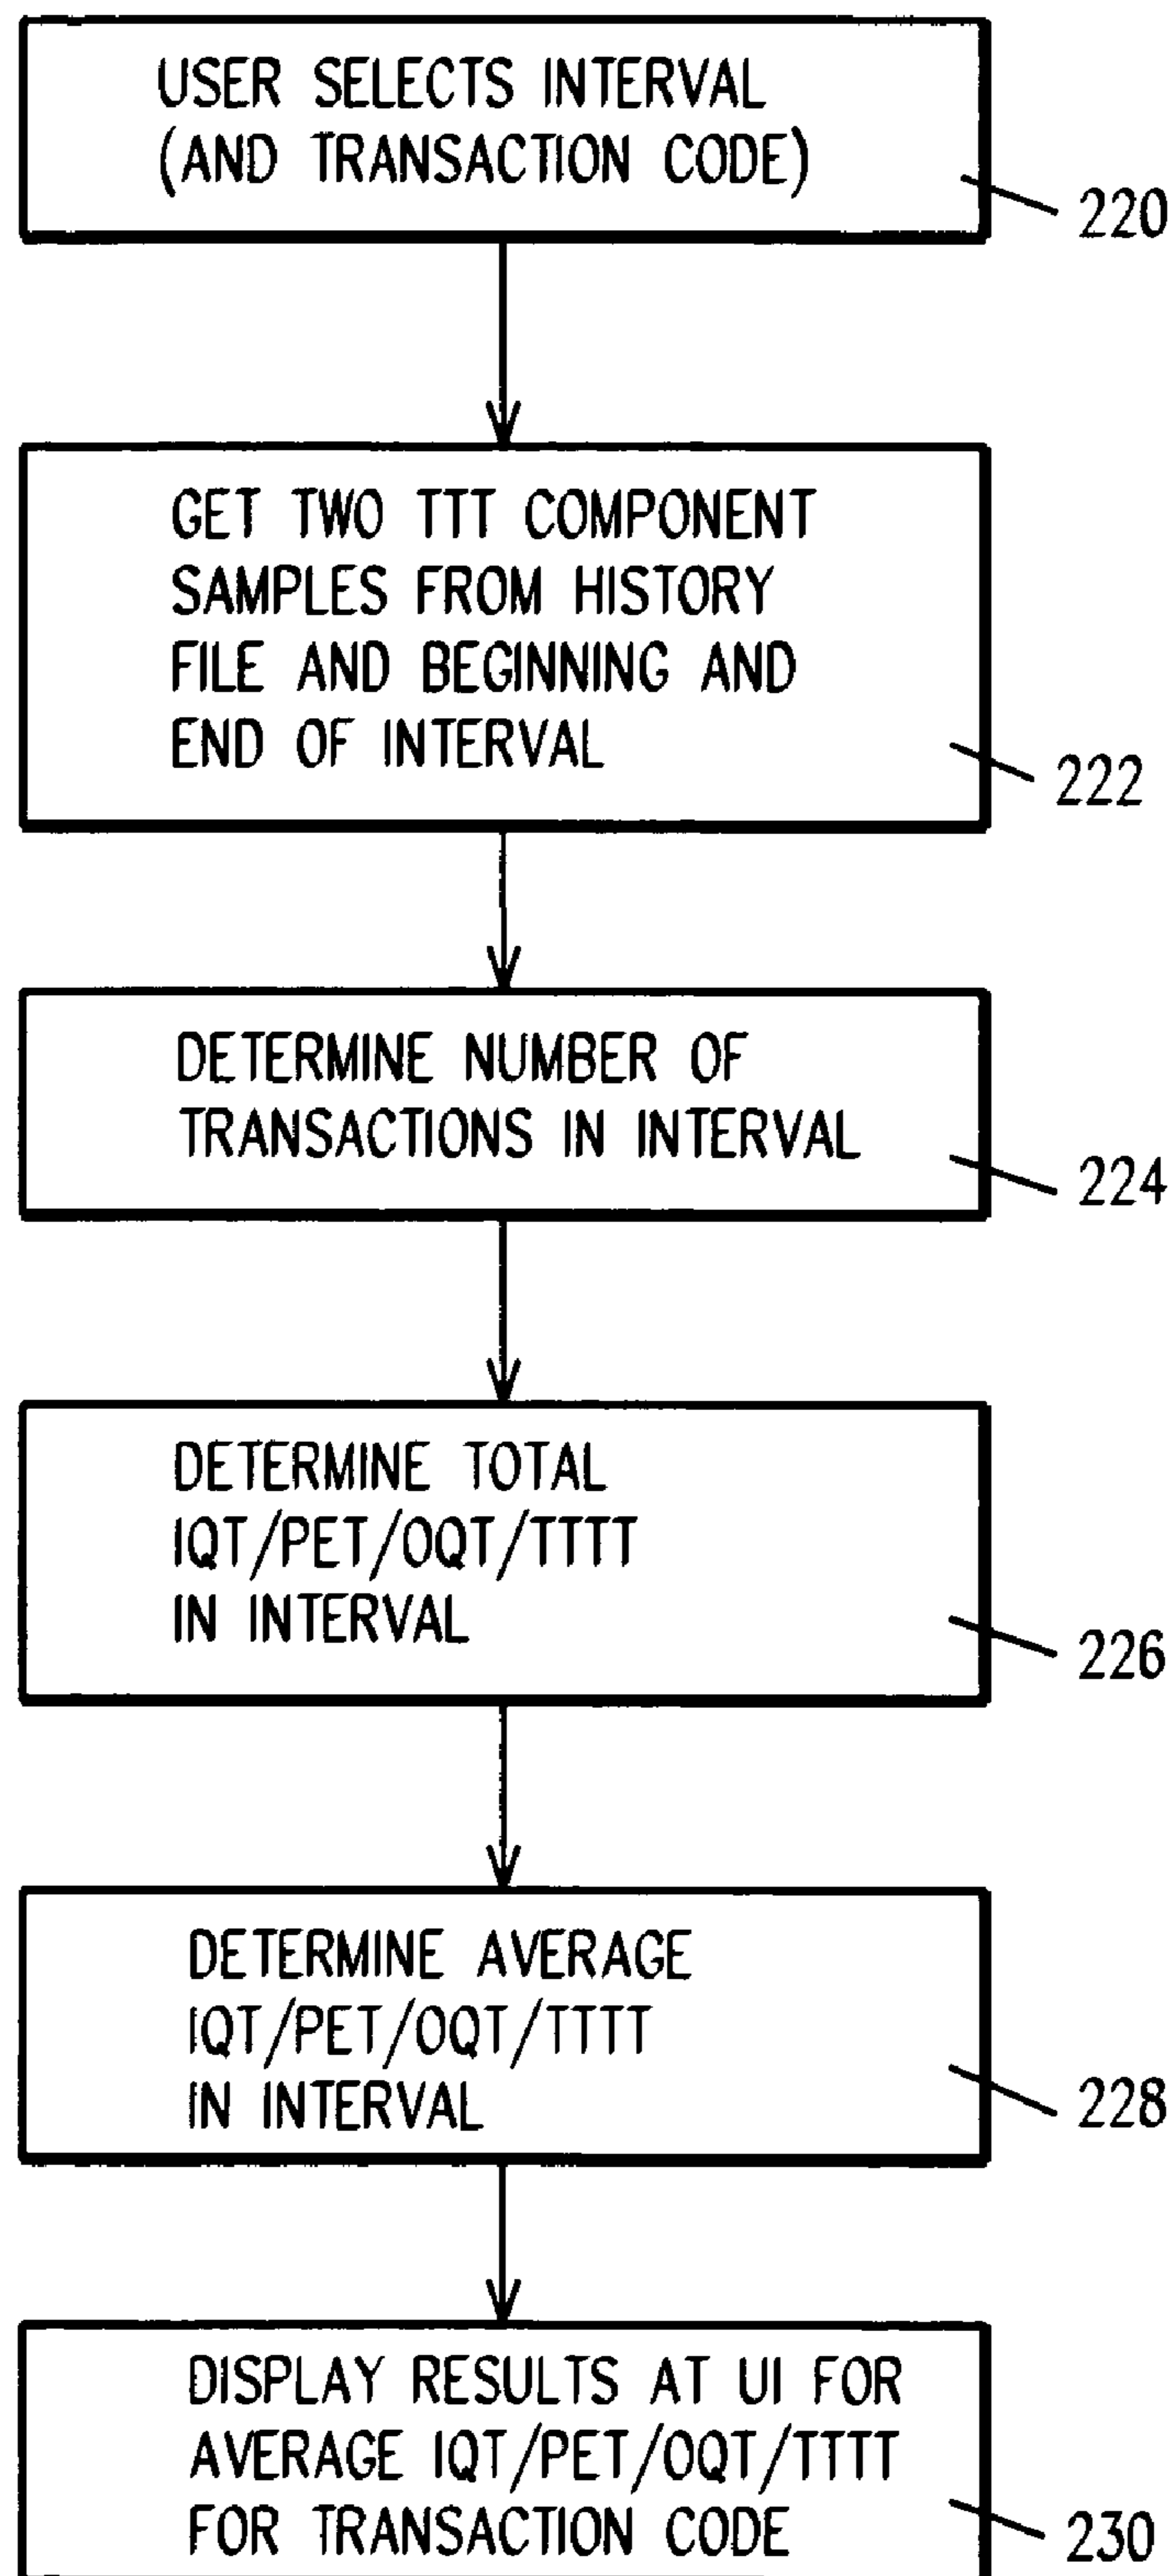 USER SELECTS INTERVAL
(AND TRANSACTION CODE)
220
GET TWO TTT COMPONENT
SAMPLES FROM HISTORY
FILE AND BEGINNING AND
END OF INTERVAL
222
DETERMINE NUMBER OF
TRANSACTIONS IN INTERVAL
224
DETERMINE TOTAL
IQT/PET/OQT/TTTT
IN INTERVAL
226
DETERMINE AVERAGE
IQT/PET/OQT/TTTT
IN INTERVAL
228
DISPLAY RESULTS AT UI FOR
AVERAGE IQT/PET/OQT/TTTT
FOR TRANSACTION CODE
230